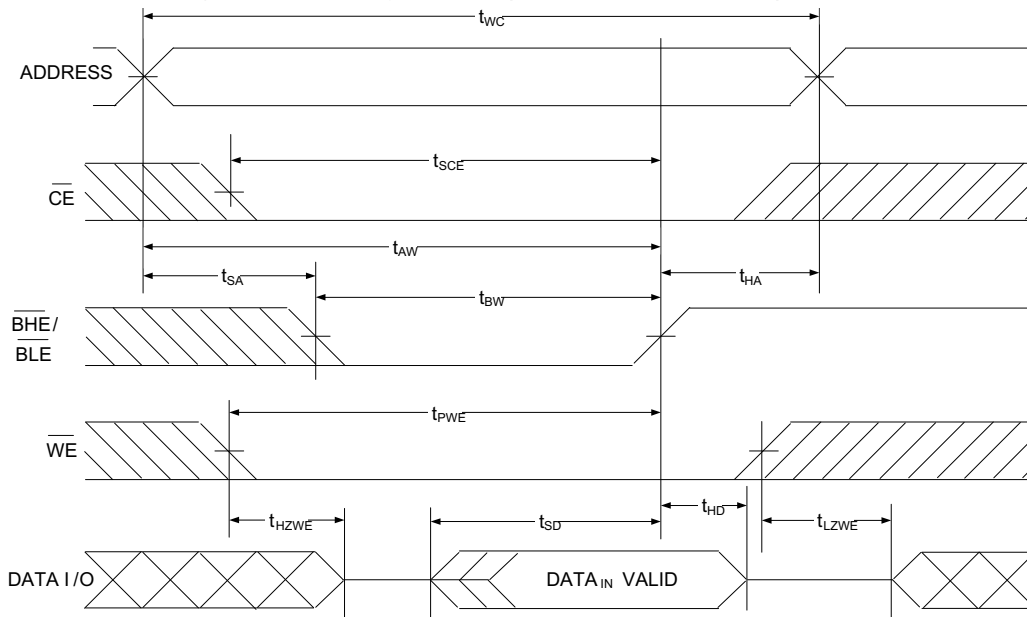 tWC
ADDRESS
tSCE
CE
tAW
tSA
tHA
tBW
BHE/
BLE
tPWE
WE
tHD
tHZWE
tSD
tLZWE
DATA I/O
DATAIN VALID